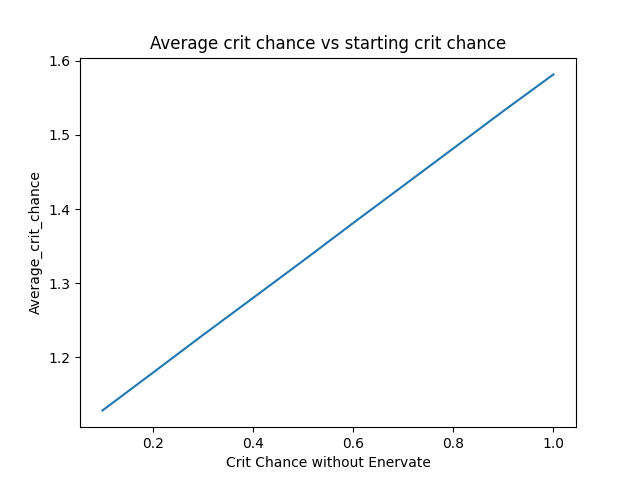 Average crit chance vs starting crit chance
1.6
1.5
1.4
1.3
1.2
Average_crit_chance
0.2 0.4 0.6 0.8 1.0
Crit Chance without Enervate